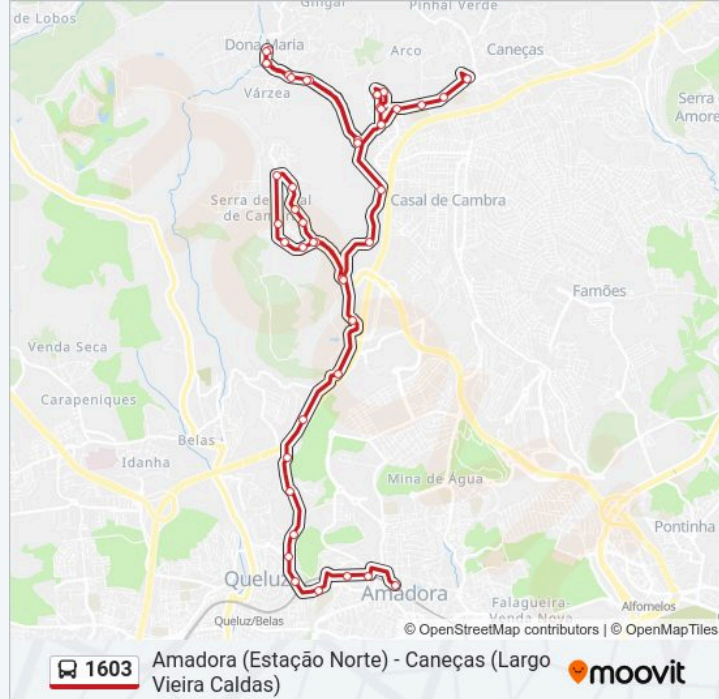 Gingal
Pinhal Verde
de Lobos
Dona Maria
Arco
Caneças
Várzea
Serra
Amore
Serra de
al
de Cam
Casal de Cambra
Famões
Venda Seca
Carapeniques
Belas
Idanha
Mina de Água
Pontinha
Queluz
Amadora
Queluz/Belas
Falagueira-
Venda Nova
Alfornelos
© OpenStreetMap contributors | © OpenMapTiles
1603
Amadora (Estação Norte) - Caneças (Largo
Vieira Caldas)
moovit